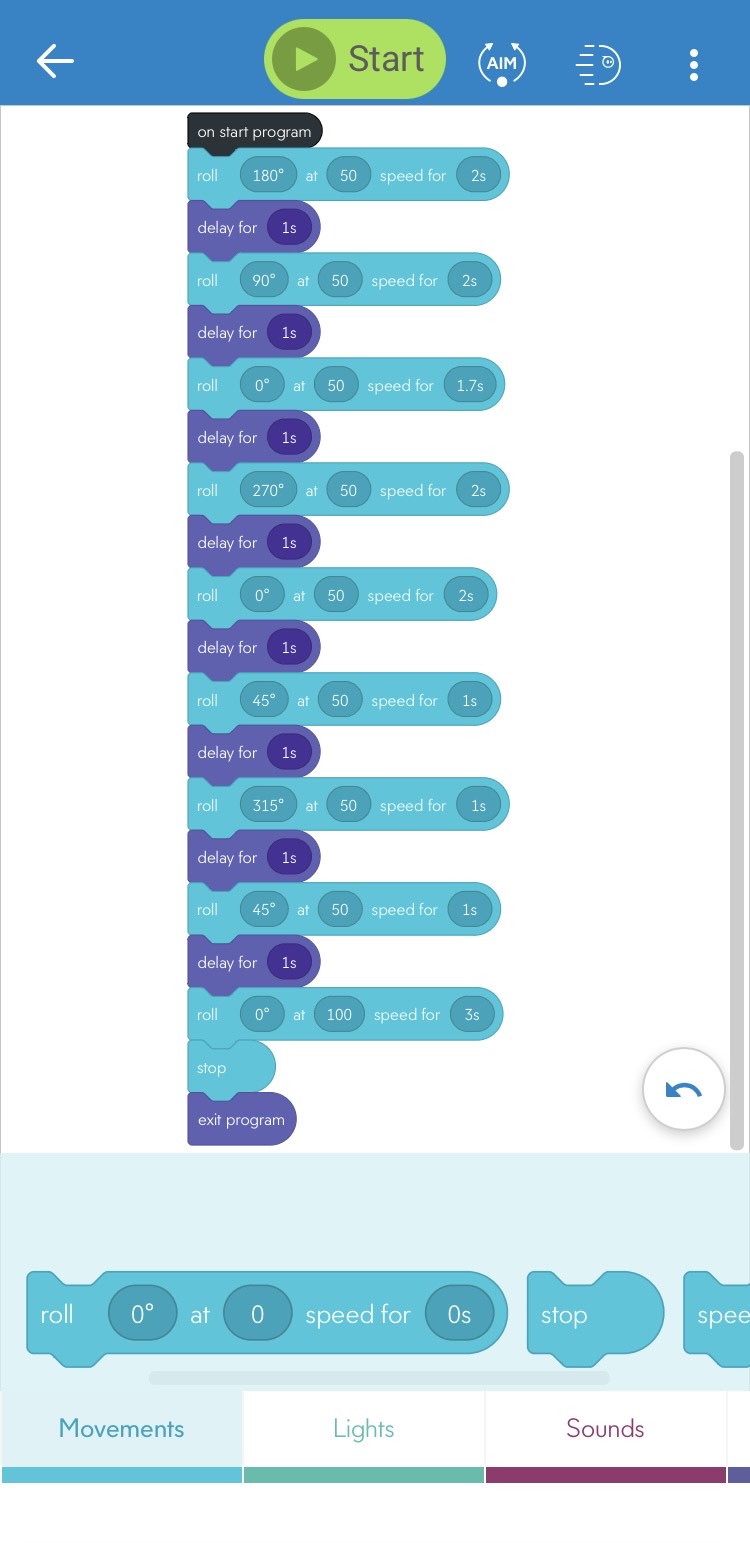 Start
AIM
on start program
roll 180° at 50 speed for 2s
delay for 1s
roll 90° at 50 speed for 2s
delay for 1s
roll 0° at 50 speed for 1.7s
delay for 1s
roll 270° at 50 speed for 2s
delay for 1s
roll 0° at 50 speed for 2s
delay for 1s
roll 45° at 50 speed for 1s
delay for 1s
roll 315° at 50 speed for 1s
delay for 1s
roll 45° at 50 speed for 1s
delay for 1s
roll 0° at 100 speed for 3s
stop
exit program
roll 0° at 0 speed for 0s stop spee
Movements Lights Sounds